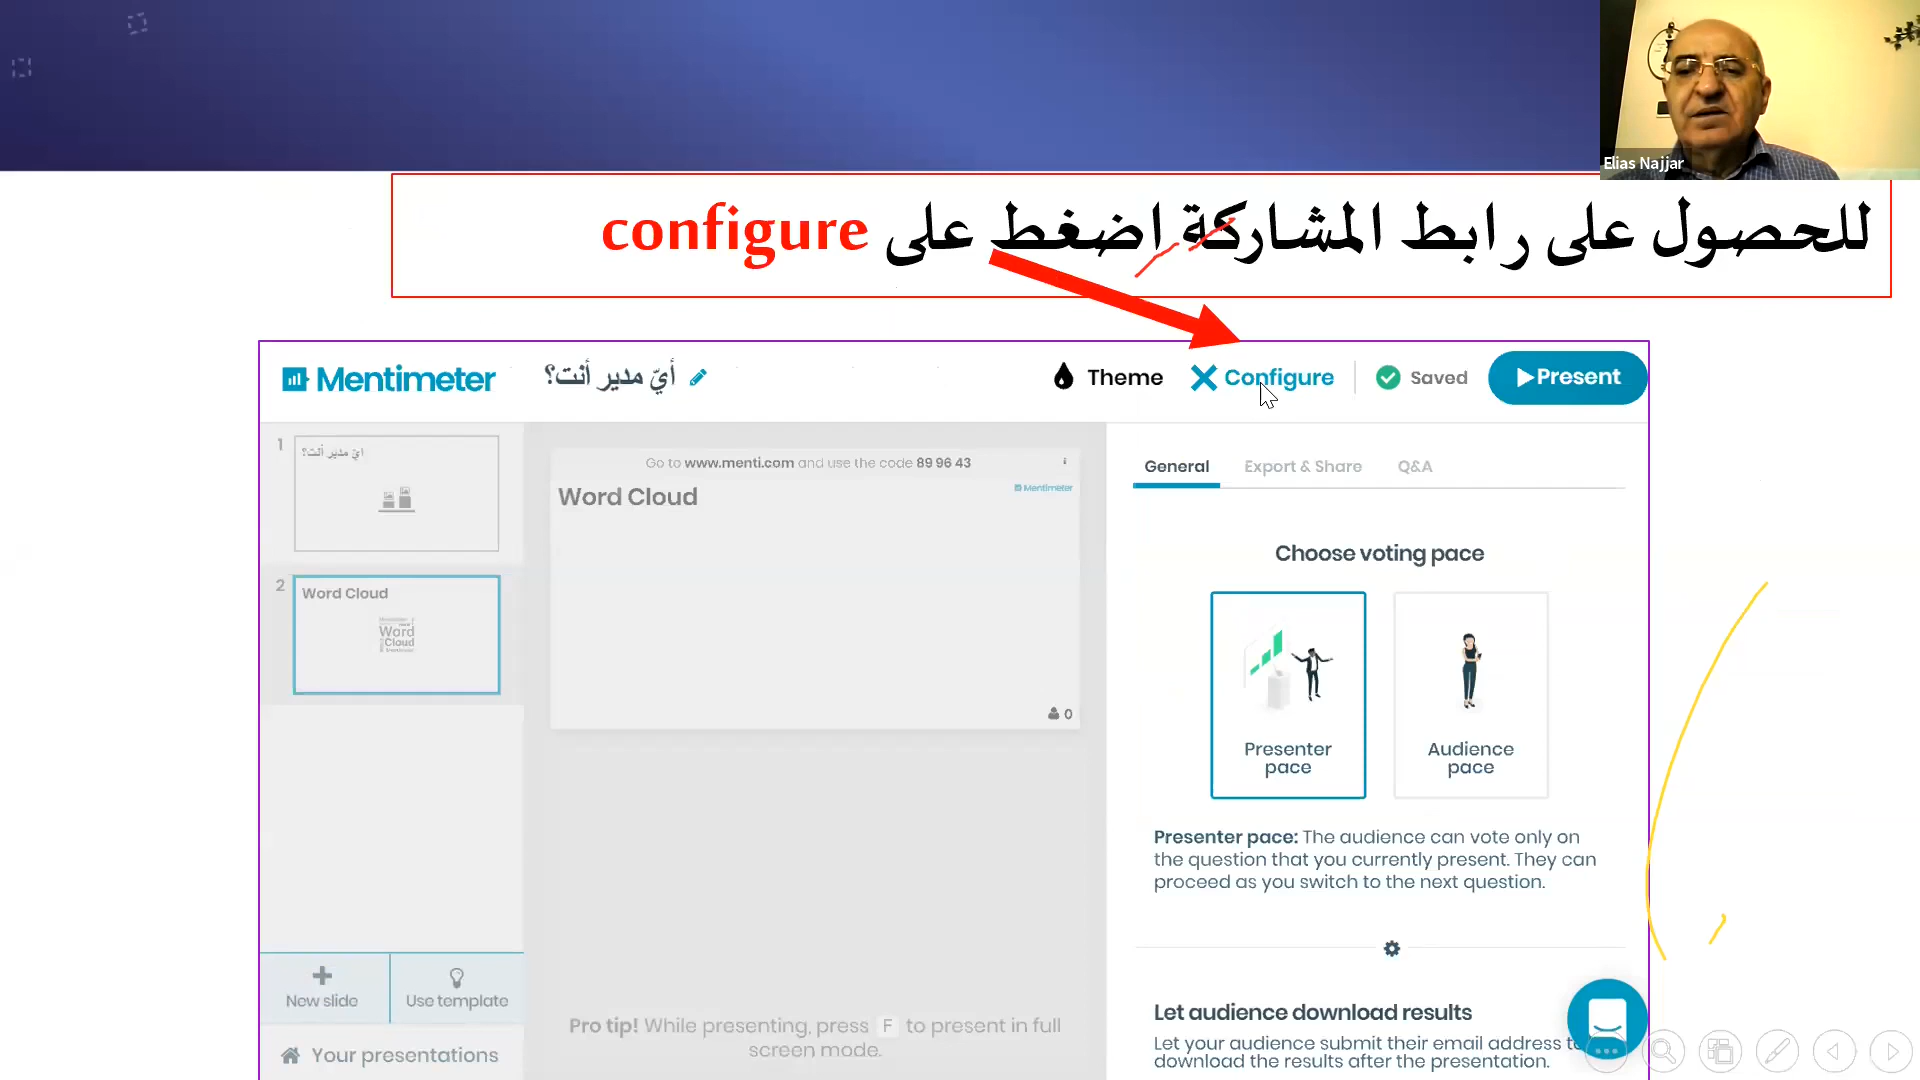 Elias Najjar
للحصول على رابط المشاركة اضغط على configure
Mentimeter
أيّ مدير أنت؟
Theme
Configure
Saved
Present
1
ايّ مدير أنت؟
2
Word Cloud
Word
Cloud
Go to www.menti.com and use the code 89 96 43
Mentimeter
Word Cloud
0
Pro tip! While presenting, press F to present in full
screen mode.
General
Export & Share
Q&A
Choose voting pace
Presenter
pace
Audience
pace
Presenter pace: The audience can vote only on
the question that you currently present. They can
proceed as you switch to the next question.
Let audience download results
Let your audience submit their email address to
download the results after the presentation.
New slide
Use template
Your presentations